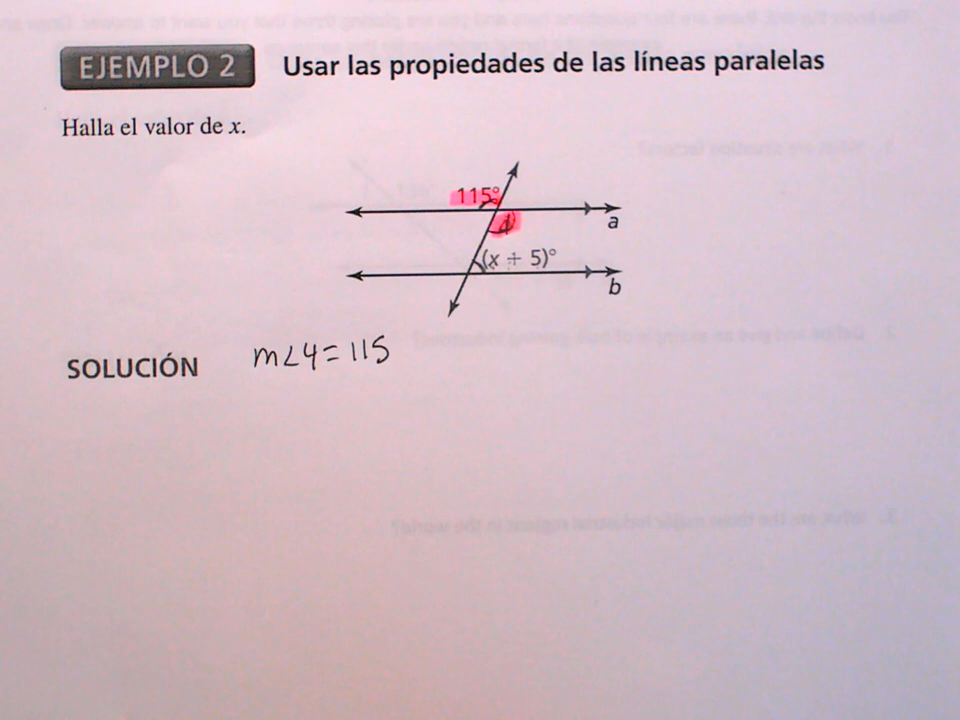 EJEMPLO 2 Usar las propiedades de las líneas paralelas
Halla el valor de x.
115°
a
4
(x + 5)°
b
SOLUCIÓN m∠4 = 115